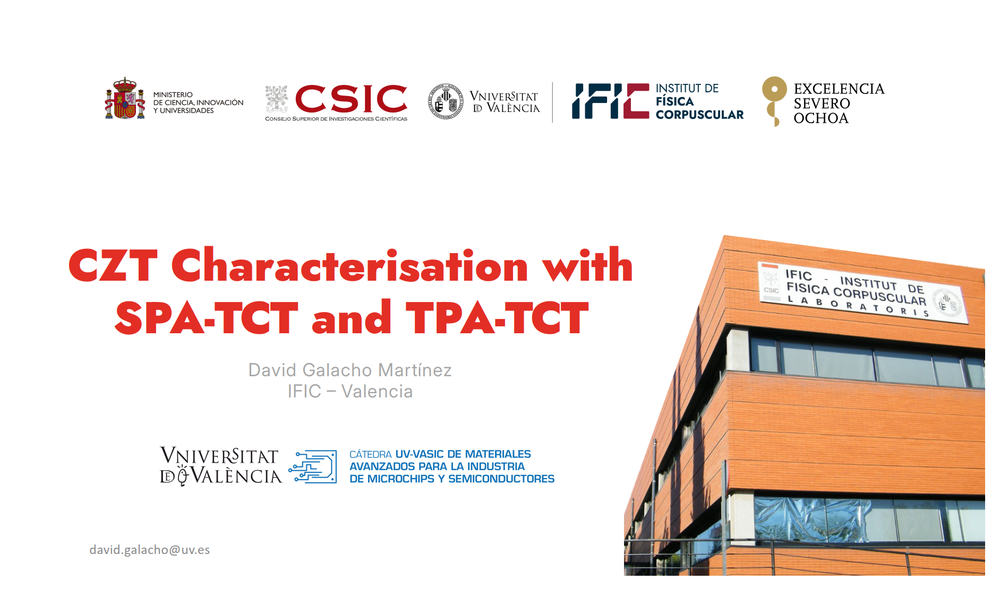 MINISTERIO
DE CIENCIA, INNOVACIÓN
Y UNIVERSIDADES
CSIC
CONSEJO SUPERIOR DE INVESTIGACIONES CIENTÍFICAS
VNIVERSITAT
DE VALÈNCIA
IFIC
INSTITUT DE
FÍSICA
CORPUSCULAR
EXCELENCIA
SEVERO
OCHOA
CZT Characterisation with
SPA-TCT and TPA-TCT
David Galacho Martínez
IFIC – Valencia
VNIVERSITAT
DE VALÈNCIA
CÁTEDRA UV-VASIC DE MATERIALES
AVANZADOS PARA LA INDUSTRIA
DE MICROCHIPS Y SEMICONDUCTORES
david.galacho@uv.es
CSIC
IFIC - INSTITUT DE
FISICA CORPUSCULAR
LABORATORIS